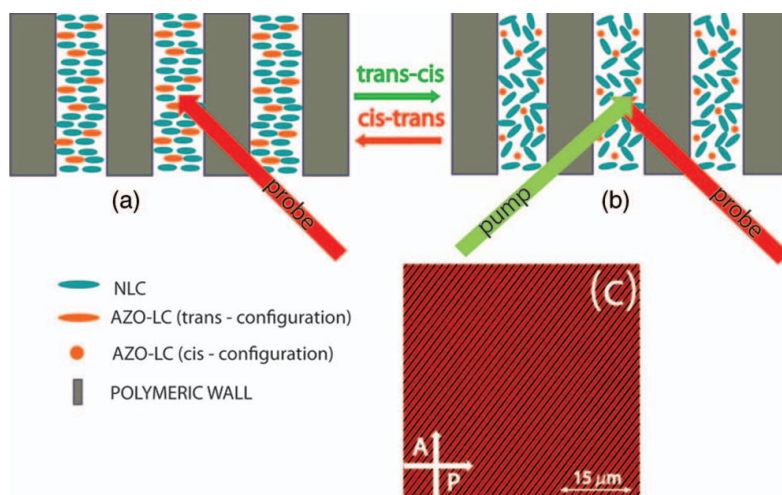 trans-cis
cis-trans
(a)
probe
pump
(b)
probe
NLC
AZO-LC (trans - configuration)
AZO-LC (cis - configuration)
POLYMERIC WALL
(c)
A
P
15 μm